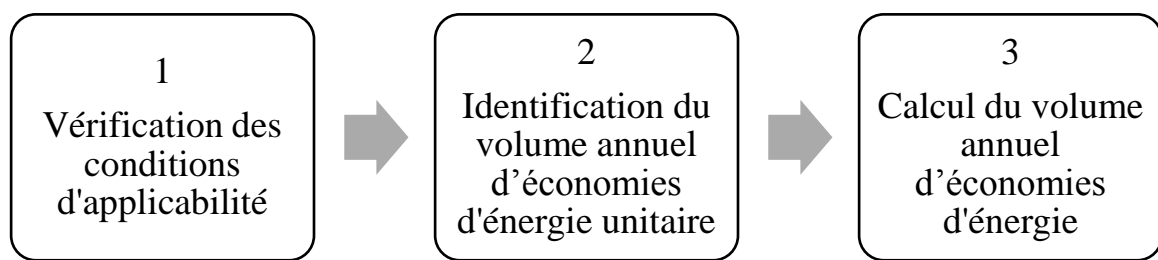 1
Vérification des
conditions
d'applicabilité
2
Identification du
volume annuel
d’économies
d'énergie unitaire
3
Calcul du volume
annuel
d’économies
d'énergie